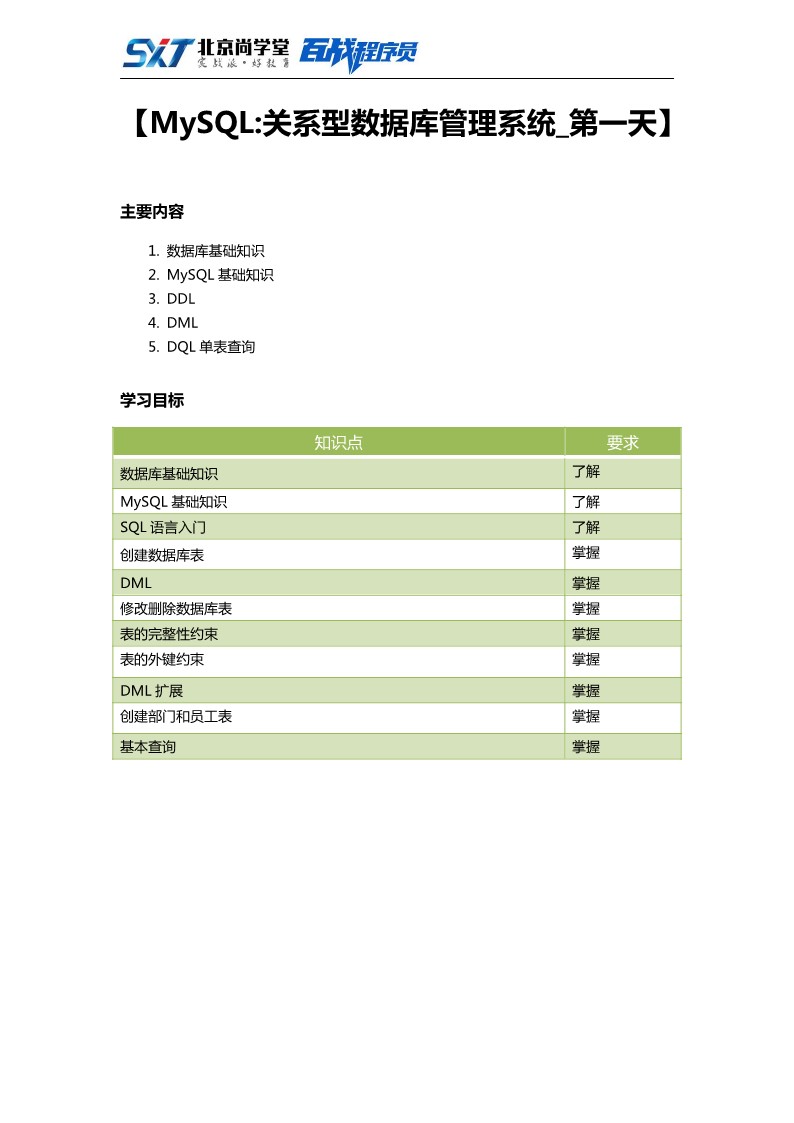 SXT 北京尚学堂 百战程序员
实战派·好教育
【MySQL:关系型数据库管理系统_第一天】
主要内容
1. 数据库基础知识
2. MySQL 基础知识
3. DDL
4. DML
5. DQL 单表查询
学习目标
知识点 要求
数据库基础知识 了解
MySQL 基础知识 了解
SQL 语言入门 了解
创建数据库表 掌握
DML 掌握
修改删除数据库表 掌握
表的完整性约束 掌握
表的外键约束 掌握
DML 扩展 掌握
创建部门和员工表 掌握
基本查询 掌握